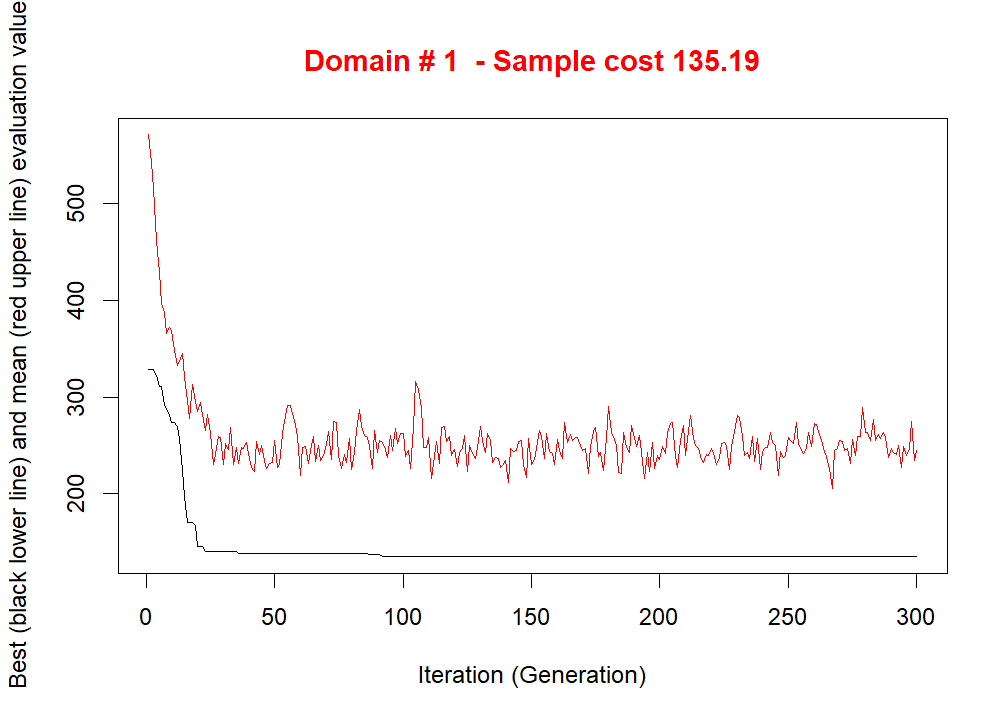 Domain # 1  - Sample cost 135.19
Best (black lower line) and mean (red upper line) evaluation value
500
400
300
200
0 50 100 150 200 250 300
Iteration (Generation)